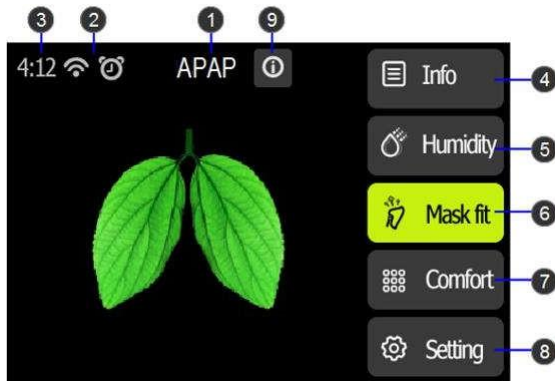 3 2 1 9
4:12 APAP
Info 4
Humidity 5
Mask fit 6
Comfort 7
Setting 8